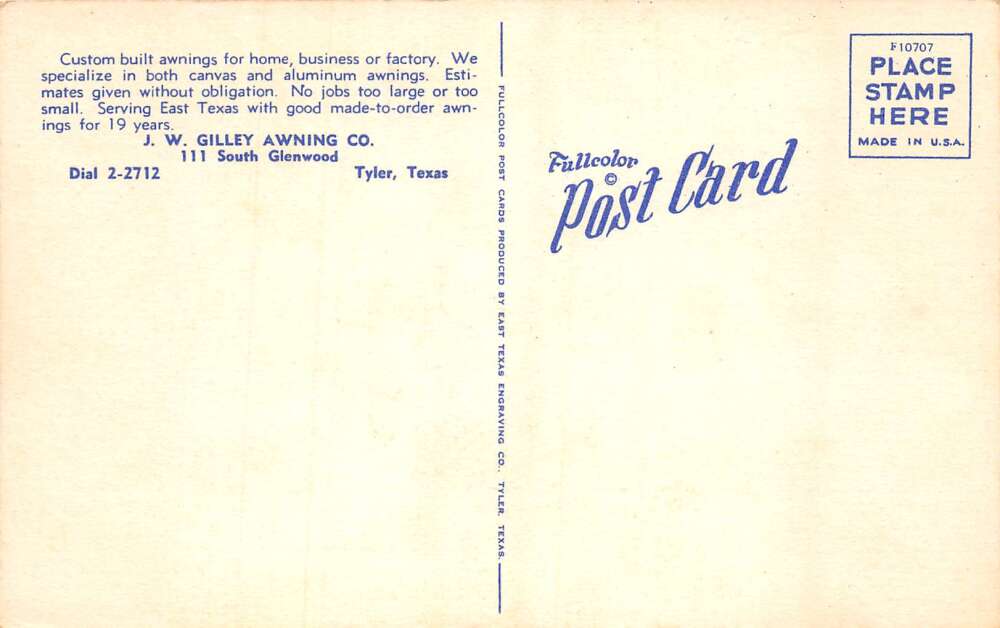 Custom built awnings for home, business or factory. We
specialize in both canvas and aluminum awnings. Esti-
mates given without obligation. No jobs too large or too
small. Serving East Texas with good made-to-order awn-
ings for 19 years.
J. W. GILLEY AWNING CO.
111 South Glenwood
Dial 2-2712 Tyler, Texas
FULLCOLOR POST CARDS PRODUCED BY EAST TEXAS ENGRAVING CO., TYLER, TEXAS.
Fullcolor
©
Post Card
F10707
PLACE
STAMP
HERE
MADE IN U.S.A.